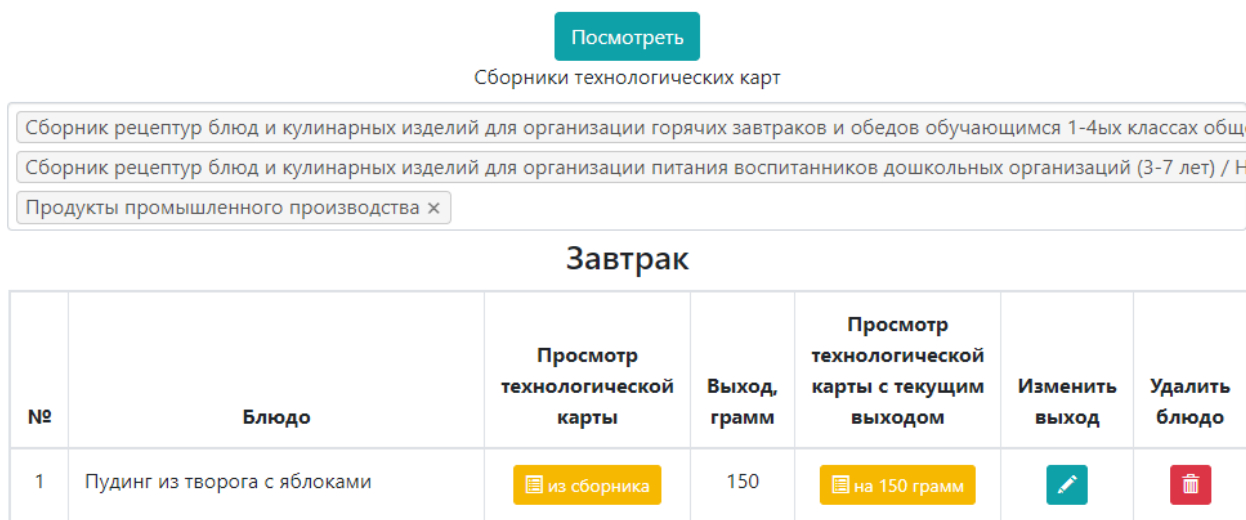 Посмотреть
Сборники технологических карт
Сборник рецептур блюд и кулинарных изделий для организации горячих завтраков и обедов обучающимся 1-4ых классах
Сборник рецептур блюд и кулинарных изделий для организации питания воспитанников дошкольных организаций (3-7 лет) /
Продукты промышленного производства ×
Завтрак
№
Блюдо
Просмотр
технологической
карты
Выход,
грамм
Просмотр
технологической
карты с текущим
выходом
Изменить
выход
Удалить
блюдо
1
Пудинг из творога с яблоками
из сборника
150
на 150 грамм